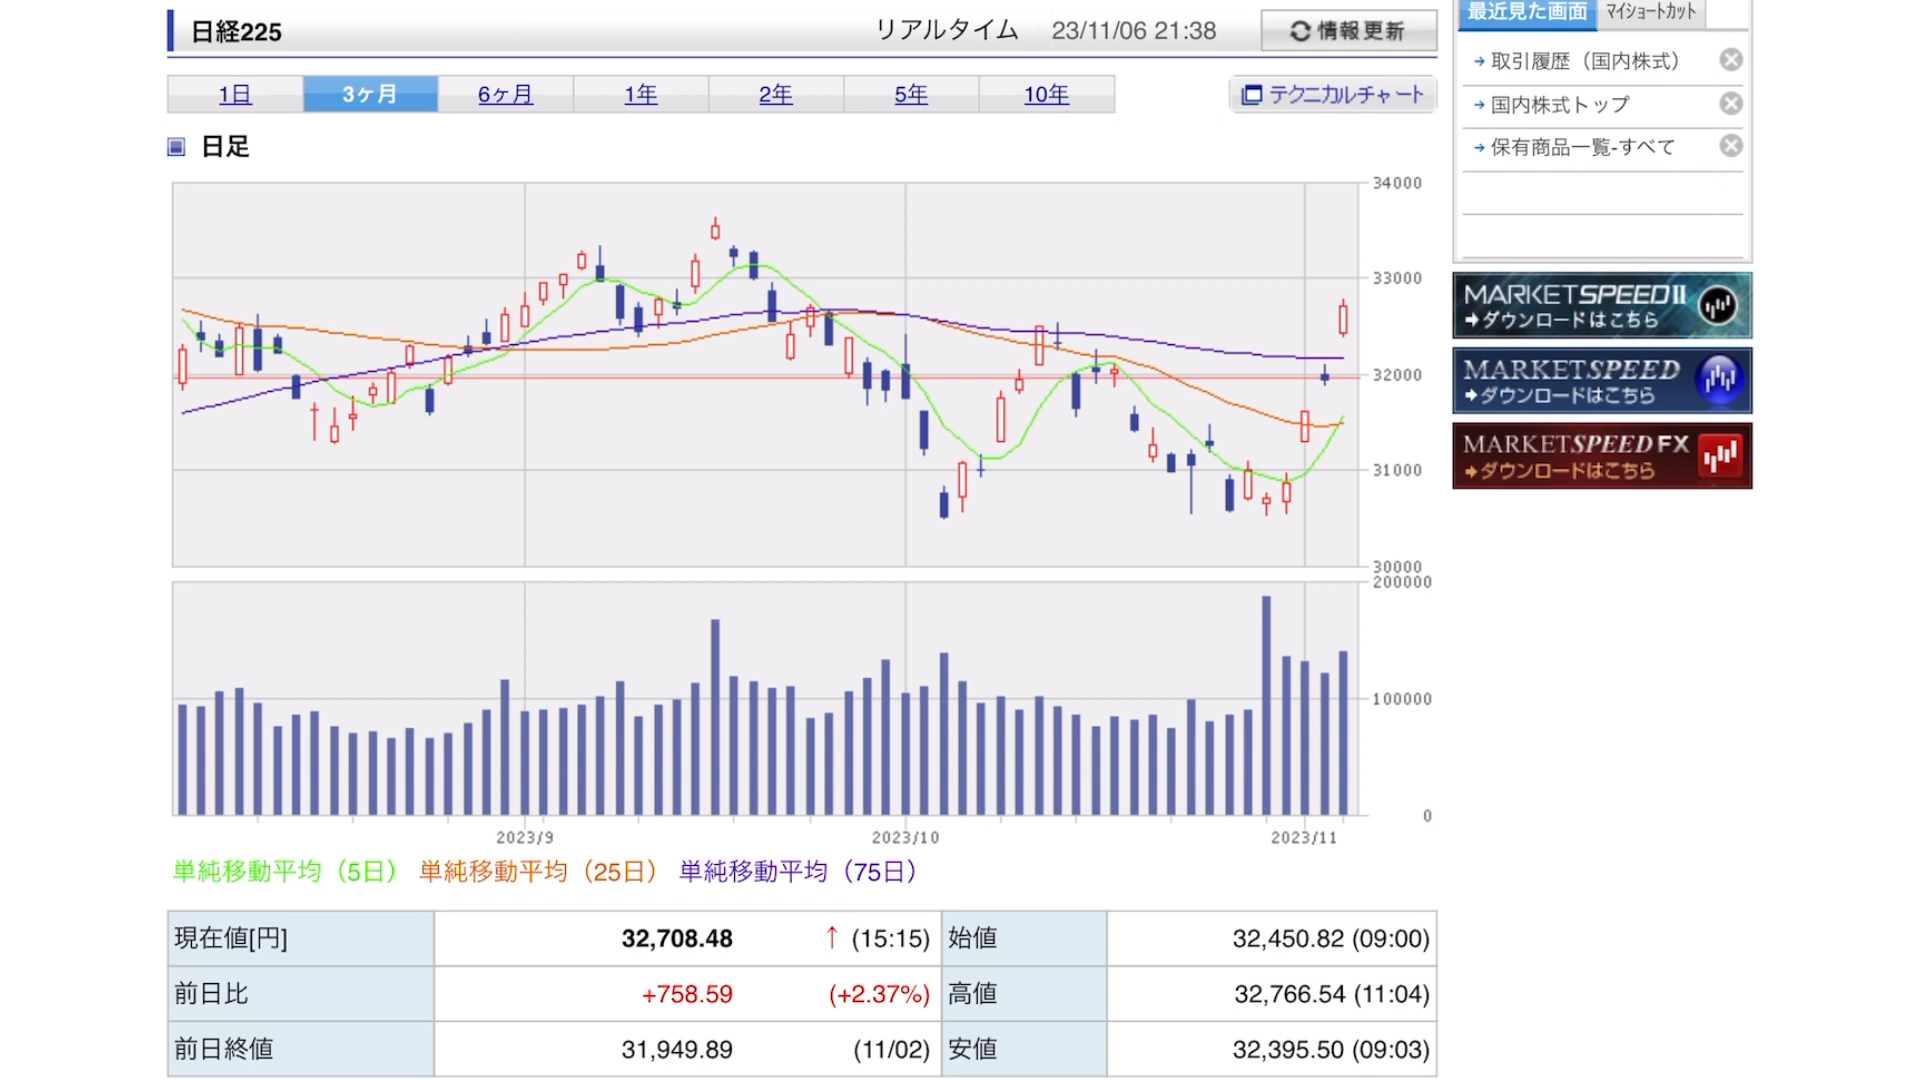 日経225
リアルタイム 23/11/06 21:38
情報更新
1日 3ヶ月 6ヶ月 1年 2年 5年 10年
テクニカルチャート
日足
34000
33000
32000
31000
30000
200000
100000
0
2023/9 2023/10 2023/11
単純移動平均（5日） 単純移動平均（25日） 単純移動平均（75日）
現在値[円] 32,708.48 ↑ (15:15) 始値 32,450.82 (09:00)
前日比 +758.59 (+2.37%) 高値 32,766.54 (11:04)
前日終値 31,949.89 (11/02) 安値 32,395.50 (09:03)
最近見た画面 マイショートカット
取引履歴（国内株式）
国内株式トップ
保有商品一覧-すべて
MARKETSPEED II
ダウンロードはこちら
MARKETSPEED
ダウンロードはこちら
MARKETSPEED FX
ダウンロードはこちら